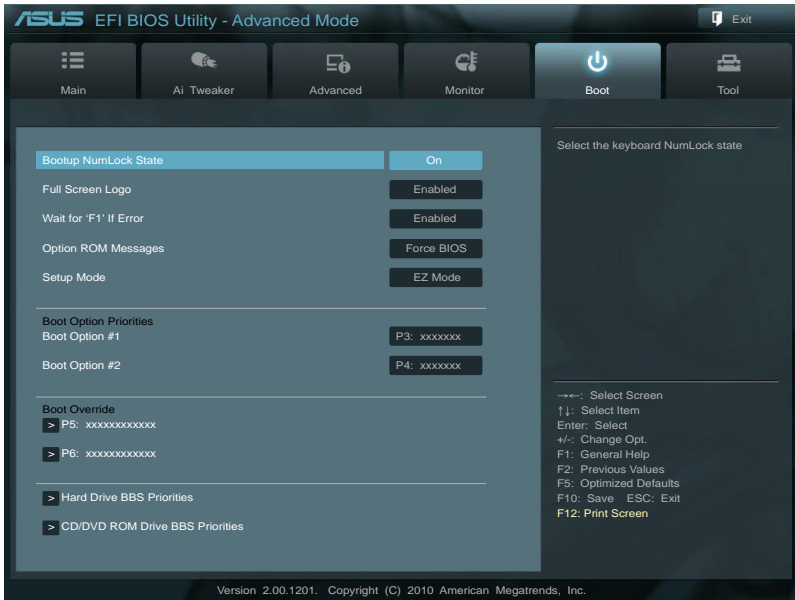 ASUS EFI BIOS Utility - Advanced Mode
Exit
Main
Ai Tweaker
Advanced
Monitor
Boot
Tool
Bootup NumLock State On
Full Screen Logo Enabled
Wait for ‘F1’ If Error Enabled
Option ROM Messages Force BIOS
Setup Mode EZ Mode
Boot Option Priorities
Boot Option #1 P3: xxxxxxx
Boot Option #2 P4: xxxxxxx
Boot Override
> P5: xxxxxxxxxxxx
> P6: xxxxxxxxxxxx
> Hard Drive BBS Priorities
> CD/DVD ROM Drive BBS Priorities
Select the keyboard NumLock state
→←: Select Screen
↑↓: Select Item
Enter: Select
+/-: Change Opt.
F1: General Help
F2: Previous Values
F5: Optimized Defaults
F10: Save ESC: Exit
F12: Print Screen
Version 2.00.1201. Copyright (C) 2010 American Megatrends, Inc.